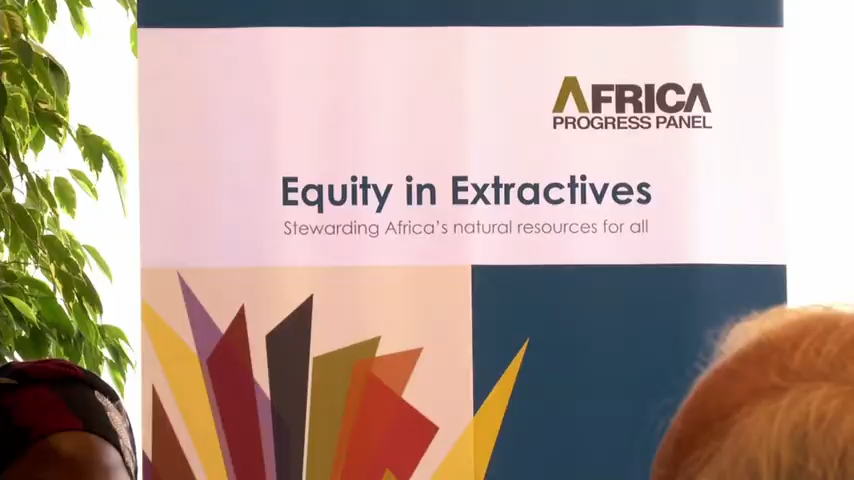 AFRICA
PROGRESS PANEL
Equity in Extractives
Stewarding Africa's natural resources for all